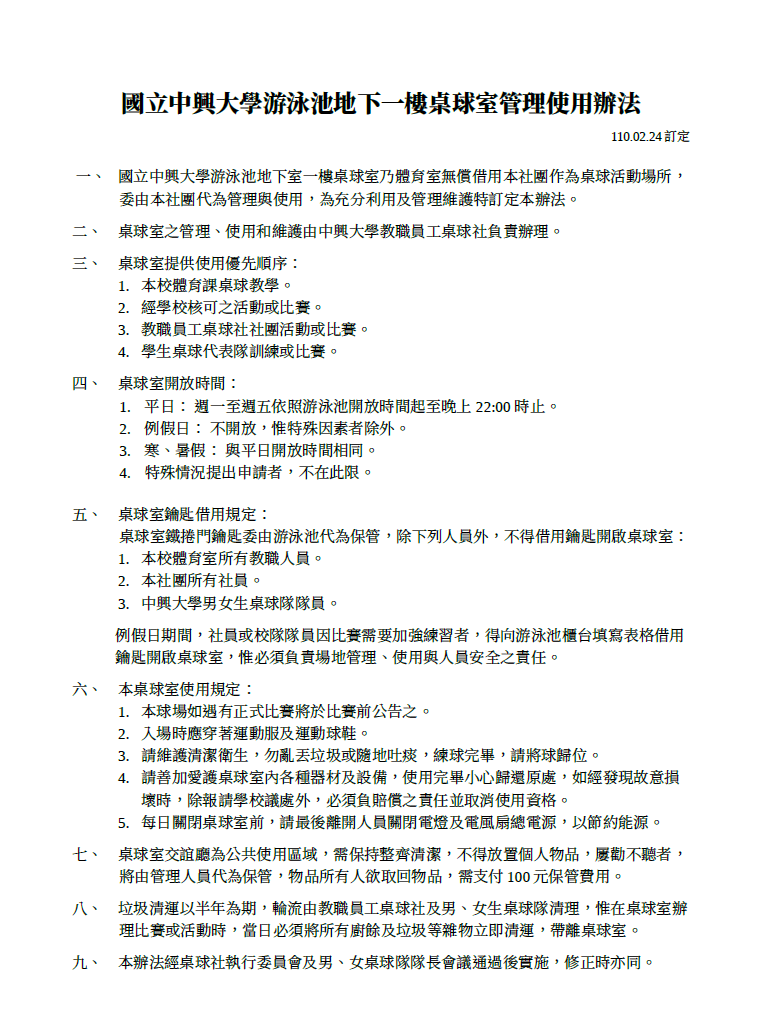 國立中興大學游泳池地下一樓桌球室管理使用辦法
110.02.24 訂定
一、 國立中興大學游泳池地下室一樓桌球室乃體育室無償借用本社團作為桌球活動場所，
委由本社團代為管理與使用，為充分利用及管理維護特訂定本辦法。
二、 桌球室之管理、使用和維護由中興大學教職員工桌球社負責辦理。
三、 桌球室提供使用優先順序：
1. 本校體育課桌球教學。
2. 經學校核可之活動或比賽。
3. 教職員工桌球社社團活動或比賽。
4. 學生桌球代表隊訓練或比賽。
四、 桌球室開放時間：
1. 平日： 週一至週五依照游泳池開放時間起至晚上 22:00 時止。
2. 例假日： 不開放，惟特殊因素者除外。
3. 寒、暑假： 與平日開放時間相同。
4. 特殊情況提出申請者，不在此限。
五、 桌球室鑰匙借用規定：
桌球室鐵捲門鑰匙委由游泳池代為保管，除下列人員外，不得借用鑰匙開啟桌球室：
1. 本校體育室所有教職人員。
2. 本社團所有社員。
3. 中興大學男女生桌球隊隊員。
例假日期間，社員或校隊隊員因比賽需要加強練習者，得向游泳池櫃台填寫表格借用
鑰匙開啟桌球室，惟必須負責場地管理、使用與人員安全之責任。
六、 本桌球室使用規定：
1. 本球場如遇有正式比賽將於比賽前公告之。
2. 入場時應穿著運動服及運動球鞋。
3. 請維護清潔衛生，勿亂丟垃圾或隨地吐痰，練球完畢，請將球歸位。
4. 請善加愛護桌球室內各種器材及設備，使用完畢小心歸還原處，如經發現故意損
壞時，除報請學校議處外，必須負賠償之責任並取消使用資格。
5. 每日關閉桌球室前，請最後離開人員關閉電燈及電風扇總電源，以節約能源。
七、 桌球室交誼廳為公共使用區域，需保持整齊清潔，不得放置個人物品，屢勸不聽者，
將由管理人員代為保管，物品所有人欲取回物品，需支付 100 元保管費用。
八、 垃圾清運以半年為期，輪流由教職員工桌球社及男、女生桌球隊清理，惟在桌球室辦
理比賽或活動時，當日必須將所有廚餘及垃圾等雜物立即清運，帶離桌球室。
九、 本辦法經桌球社執行委員會及男、女桌球隊隊長會議通過後實施，修正時亦同。